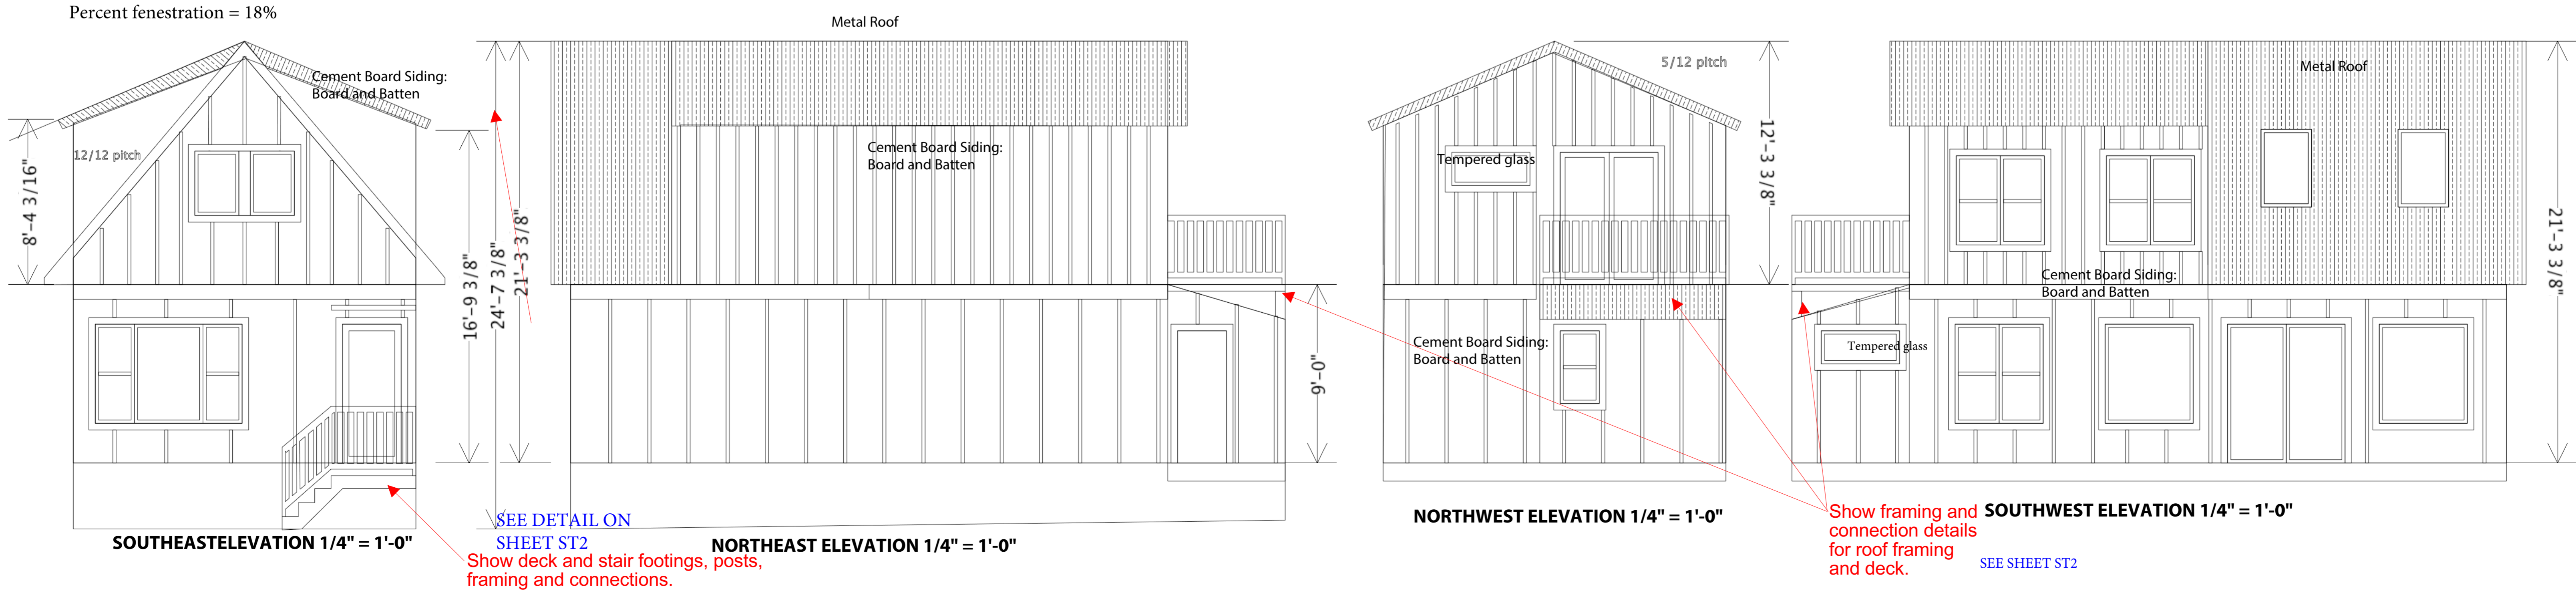 Percent fenestration = 18%
Metal Roof
Cement Board Siding:
Board and Batten
12/12 pitch
8'-4 3/16"
16'-9 3/8"
24'-7 3/8"
21'-3 3/8"
Cement Board Siding:
Board and Batten
9'-0"
5/12 pitch
Tempered glass
12'-3 3/8"
Cement Board Siding:
Board and Batten
Metal Roof
Cement Board Siding:
Board and Batten
Tempered glass
21'-3 3/8"
SOUTHEASTELEVATION 1/4" = 1'-0"
SEE DETAIL ON
SHEET ST2
Show deck and stair footings, posts,
framing and connections.
NORTHEAST ELEVATION 1/4" = 1'-0"
NORTHWEST ELEVATION 1/4" = 1'-0"
Show framing and
connection details
for roof framing
and deck.
SOUTHWEST ELEVATION 1/4" = 1'-0"
SEE SHEET ST2